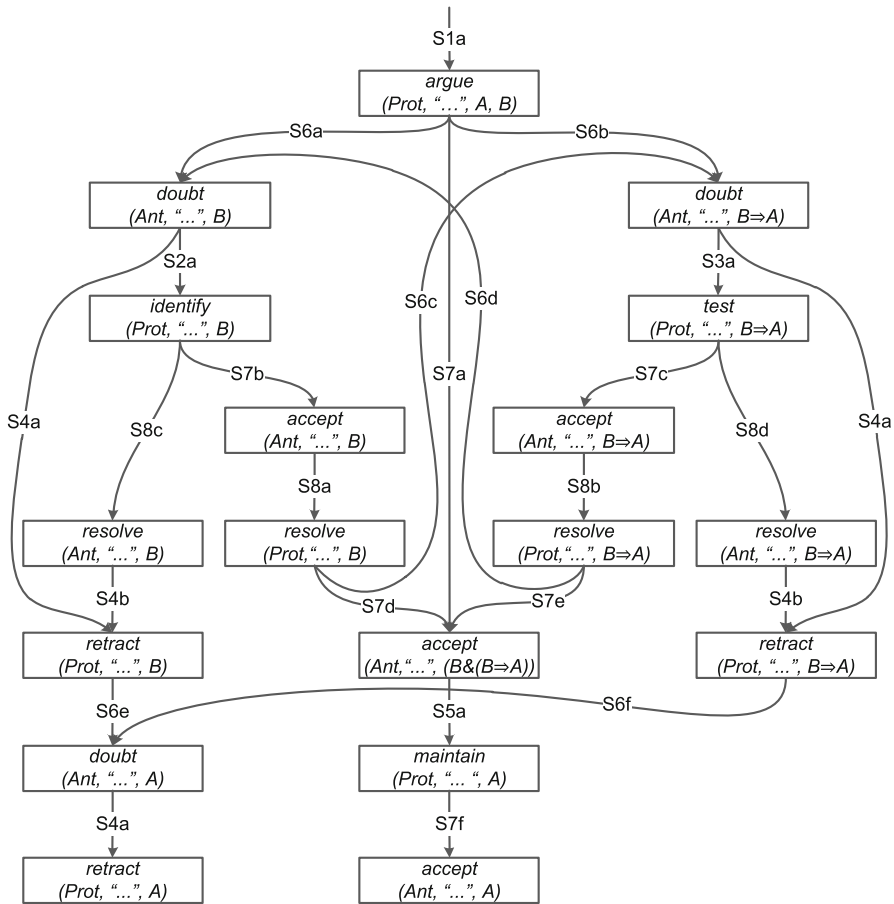 S1a
argue
(Prot, “…”, A, B)
S6a
S6b
doubt
(Ant, “...”, B)
doubt
(Ant, “...”, B⇒A)
S2a
S3a
identify
(Prot, “...”, B)
S6c
S6d
test
(Prot, “...”, B⇒A)
S7b
S7a
S7c
S4a
S8c
accept
(Ant, “...”, B)
accept
(Ant, “...”, B⇒A)
S8d
S4a
S8a
S8b
resolve
(Ant, “...”, B)
resolve
(Prot,“...”, B)
resolve
(Prot,“...”, B⇒A)
resolve
(Ant, “...”, B⇒A)
S4b
S7d
S7e
S4b
retract
(Prot, “...”, B)
accept
(Ant,“...”, (B&(B⇒A))
retract
(Prot, “...”, B⇒A)
S6e
S5a
S6f
doubt
(Ant, “...”, A)
maintain
(Prot, “... “, A)
S4a
S7f
retract
(Prot, “...”, A)
accept
(Ant, “...”, A)